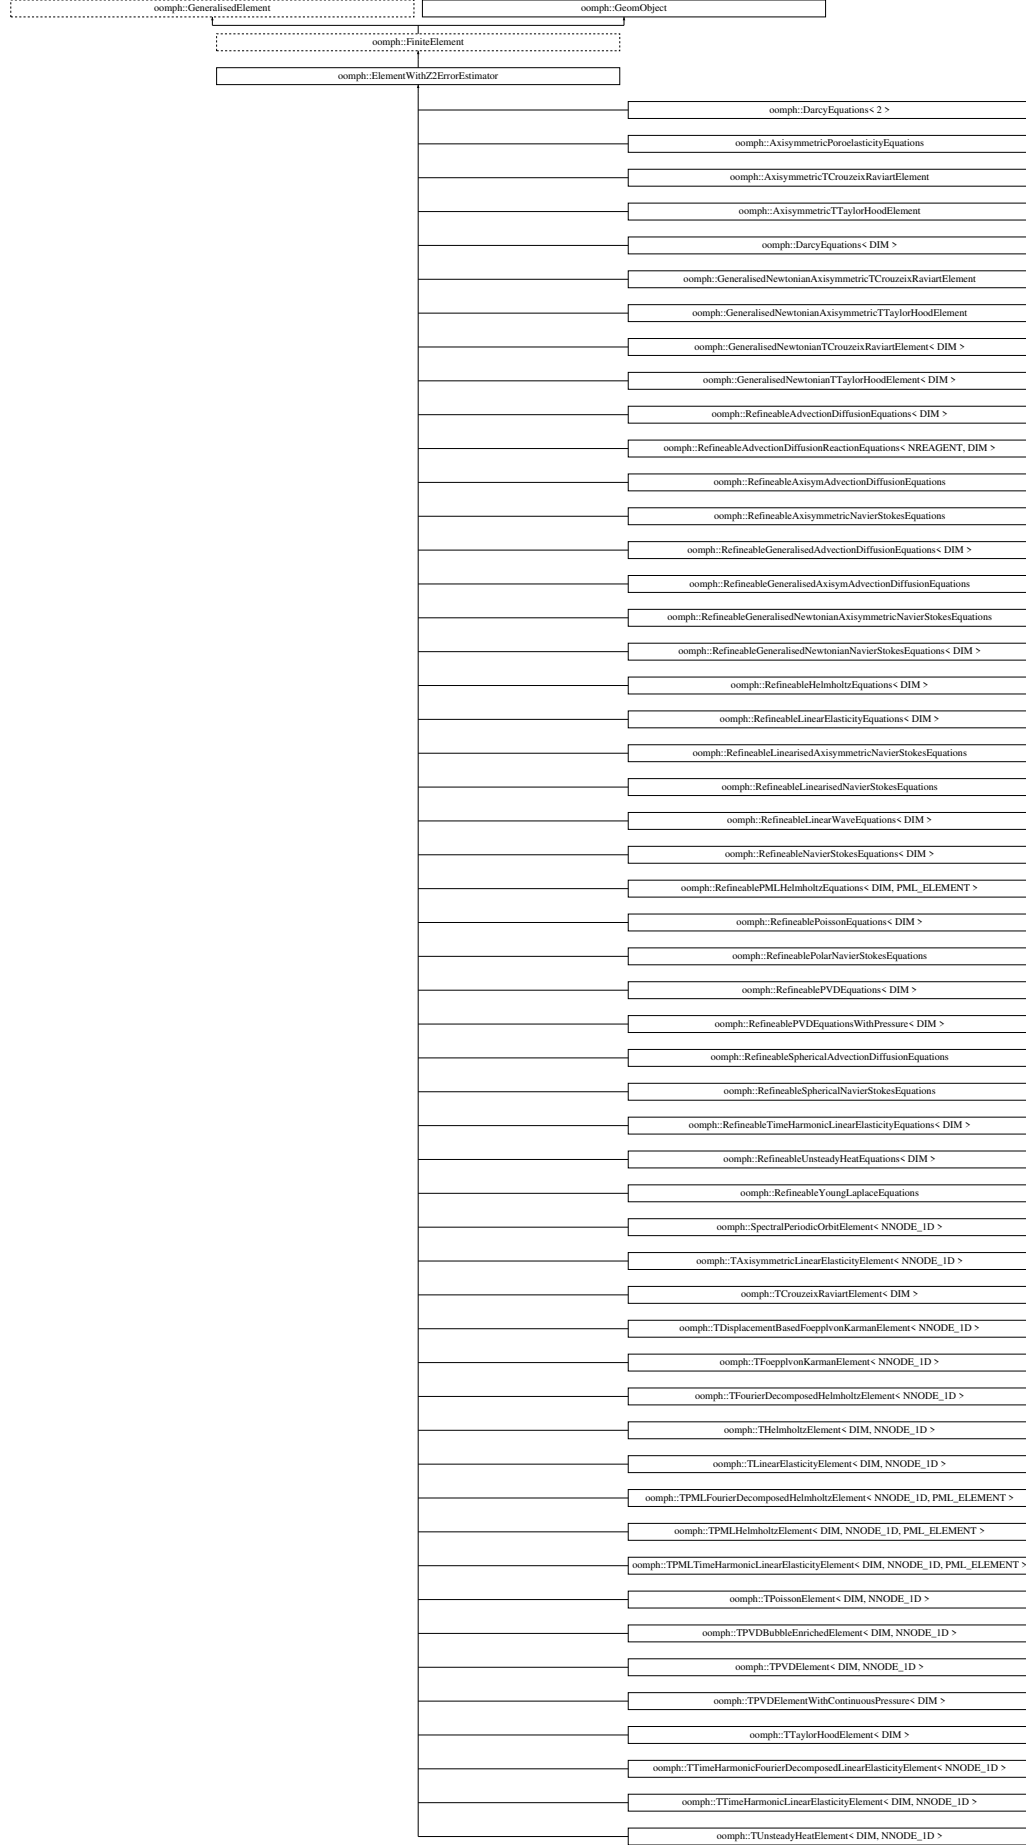 oomph::GeneralisedElement
oomph::GeomObject
oomph::FiniteElement
oomph::ElementWithZ2ErrorEstimator
oomph::DarcyEquations< 2 >
oomph::AxisymmetricPoroelasticityEquations
oomph::AxisymmetricTCrouzeixRaviartElement
oomph::AxisymmetricTTaylorHoodElement
oomph::DarcyEquations< DIM >
oomph::GeneralisedNewtonianAxisymmetricTCrouzeixRaviartElement
oomph::GeneralisedNewtonianAxisymmetricTTaylorHoodElement
oomph::GeneralisedNewtonianTCrouzeixRaviartElement< DIM >
oomph::GeneralisedNewtonianTTaylorHoodElement< DIM >
oomph::RefineableAdvectionDiffusionEquations< DIM >
oomph::RefineableAdvectionDiffusionReactionEquations< NREAGENT, DIM >
oomph::RefineableAxisymAdvectionDiffusionEquations
oomph::RefineableAxisymmetricNavierStokesEquations
oomph::RefineableGeneralisedAdvectionDiffusionEquations< DIM >
oomph::RefineableGeneralisedAxisymAdvectionDiffusionEquations
oomph::RefineableGeneralisedNewtonianAxisymmetricNavierStokesEquations
oomph::RefineableGeneralisedNewtonianNavierStokesEquations< DIM >
oomph::RefineableHelmholtzEquations< DIM >
oomph::RefineableLinearElasticityEquations< DIM >
oomph::RefineableLinearisedAxisymmetricNavierStokesEquations
oomph::RefineableLinearisedNavierStokesEquations
oomph::RefineableLinearWaveEquations< DIM >
oomph::RefineableNavierStokesEquations< DIM >
oomph::RefineablePMLHelmholtzEquations< DIM, PML_ELEMENT >
oomph::RefineablePoissonEquations< DIM >
oomph::RefineablePolarNavierStokesEquations
oomph::RefineablePVDEquations< DIM >
oomph::RefineablePVDEquationsWithPressure< DIM >
oomph::RefineableSphericalAdvectionDiffusionEquations
oomph::RefineableSphericalNavierStokesEquations
oomph::RefineableTimeHarmonicLinearElasticityEquations< DIM >
oomph::RefineableUnsteadyHeatEquations< DIM >
oomph::RefineableYoungLaplaceEquations
oomph::SpectralPeriodicOrbitElement< NNODE_1D >
oomph::TAxisymmetricLinearElasticityElement< NNODE_1D >
oomph::TCrouzeixRaviartElement< DIM >
oomph::TDisplacementBasedFoepplvonKarmanElement< NNODE_1D >
oomph::TFoepplvonKarmanElement< NNODE_1D >
oomph::TFourierDecomposedHelmholtzElement< NNODE_1D >
oomph::THelmholtzElement< DIM, NNODE_1D >
oomph::TLinearElasticityElement< DIM, NNODE_1D >
oomph::TPMLFourierDecomposedHelmholtzElement< NNODE_1D, PML_ELEMENT >
oomph::TPMLHelmholtzElement< DIM, NNODE_1D, PML_ELEMENT >
oomph::TPMLTimeHarmonicLinearElasticityElement< DIM, NNODE_1D, PML_ELEMENT >
oomph::TPoissonElement< DIM, NNODE_1D >
oomph::TPVDBubbleEnrichedElement< DIM, NNODE_1D >
oomph::TPVDElement< DIM, NNODE_1D >
oomph::TPVDElementWithContinuousPressure< DIM >
oomph::TTaylorHoodElement< DIM >
oomph::TTimeHarmonicFourierDecomposedLinearElasticityElement< NNODE_1D >
oomph::TTimeHarmonicLinearElasticityElement< DIM, NNODE_1D >
oomph::TUnsteadyHeatElement< DIM, NNODE_1D >